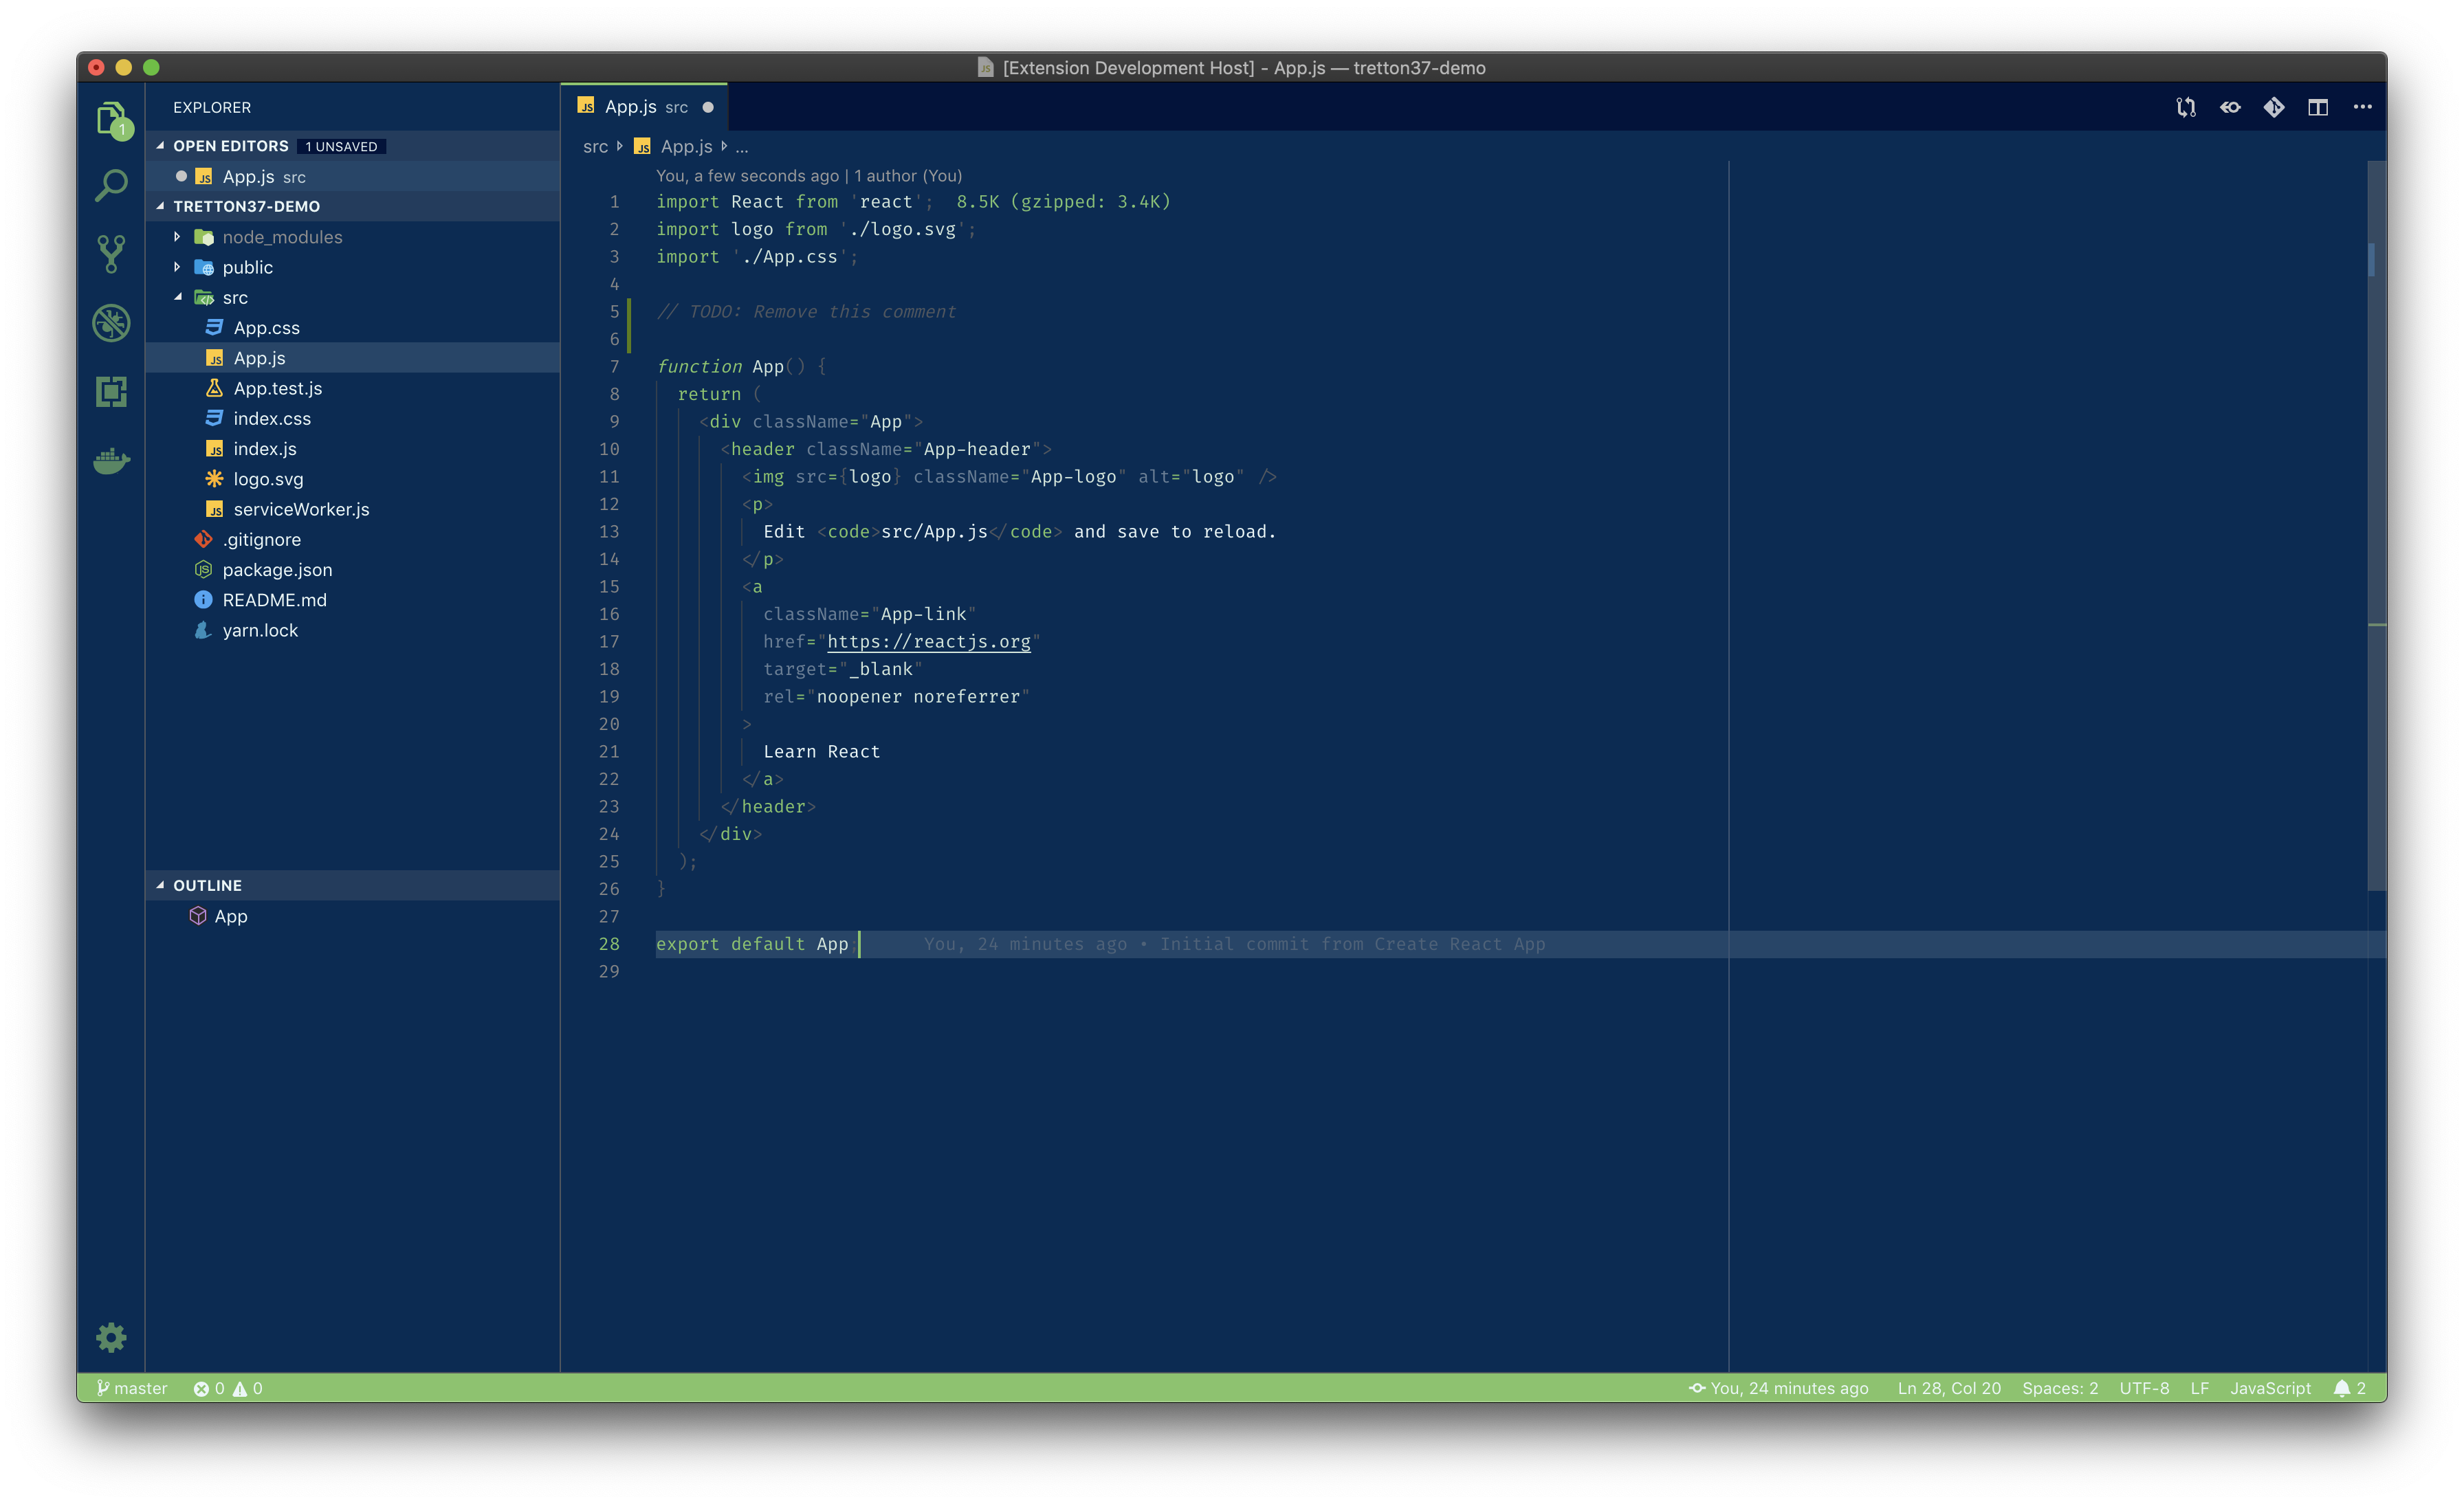 [Extension Development Host] - App.js — tretton37-demo
EXPLORER
OPEN EDITORS 1 UNSAVED
App.js src
TRETTON37-DEMO
node_modules
public
src
App.css
App.js
App.test.js
index.css
index.js
logo.svg
serviceWorker.js
.gitignore
package.json
README.md
yarn.lock
OUTLINE
App
1
App.js src
src App.js ...
You, a few seconds ago | 1 author (You)
1 import React from 'react';  8.5K (gzipped: 3.4K)
2 import logo from './logo.svg';
3 import './App.css';
4
5 // TODO: Remove this comment
6
7 function App() {
8   return (
9     <div className="App">
10       <header className="App-header">
11         <img src={logo} className="App-logo" alt="logo" />
12         <p>
13           Edit <code>src/App.js</code> and save to reload.
14         </p>
15         <a
16           className="App-link"
17           href="https://reactjs.org"
18           target="_blank"
19           rel="noopener noreferrer"
20         >
21           Learn React
22         </a>
23       </header>
24     </div>
25   );
26 }
27
28 export default App; You, 24 minutes ago • Initial commit from Create React App
29
master 0 0 You, 24 minutes ago Ln 28, Col 20 Spaces: 2 UTF-8 LF JavaScript 2